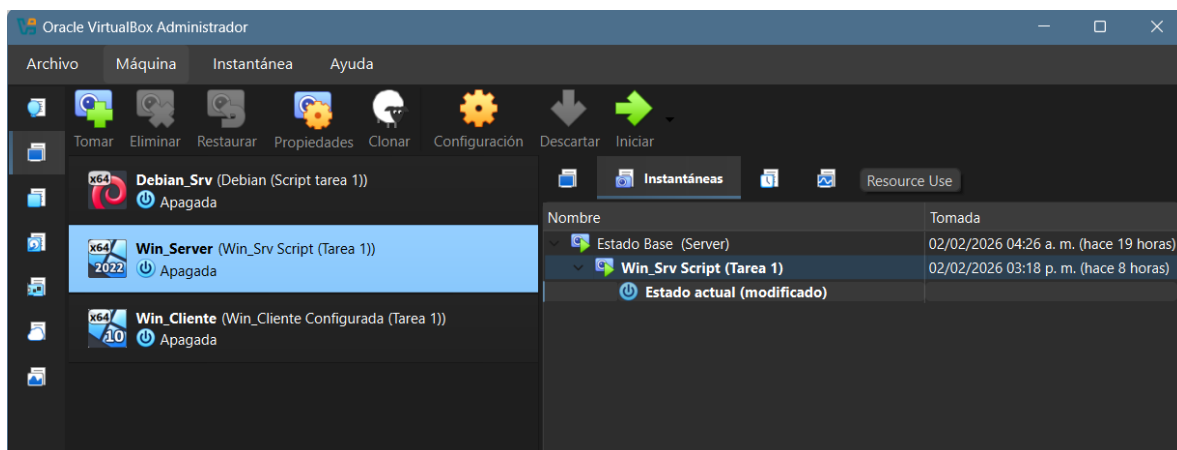 Oracle VirtualBox Administrador
Archivo Máquina Instantánea Ayuda
Tomar Eliminar Restaurar Propiedades Clonar Configuración Descartar Iniciar
x64 Debian_Srv (Debian (Script tarea 1))
Apagada
x64 2022 Win_Server (Win_Srv Script (Tarea 1))
Apagada
x64 10 Win_Cliente (Win_Cliente Configurada (Tarea 1))
Apagada
Instantáneas Resource Use
Nombre Tomada
Estado Base (Server) 02/02/2026 04:26 a. m. (hace 19 horas)
Win_Srv Script (Tarea 1) 02/02/2026 03:18 p. m. (hace 8 horas)
Estado actual (modificado)